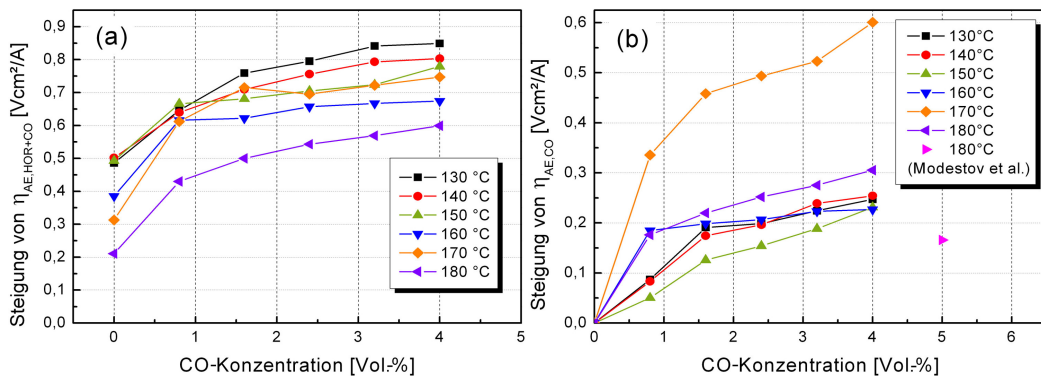 (a)
Steigung von η_AE,HOR+CO [Vcm²/A]
0,9
0,8
0,7
0,6
0,5
0,4
0,3
0,2
0,1
0,0
0
1
2
3
4
5
CO-Konzentration [Vol.-%]
130 °C
140 °C
150 °C
160 °C
170 °C
180 °C
(b)
Steigung von η_AE,CO [Vcm²/A]
0,6
0,5
0,4
0,3
0,2
0,1
0,0
0
1
2
3
4
5
6
CO-Konzentration [Vol.-%]
130°C
140°C
150°C
160°C
170°C
180°C
180°C
(Modestov et al.)